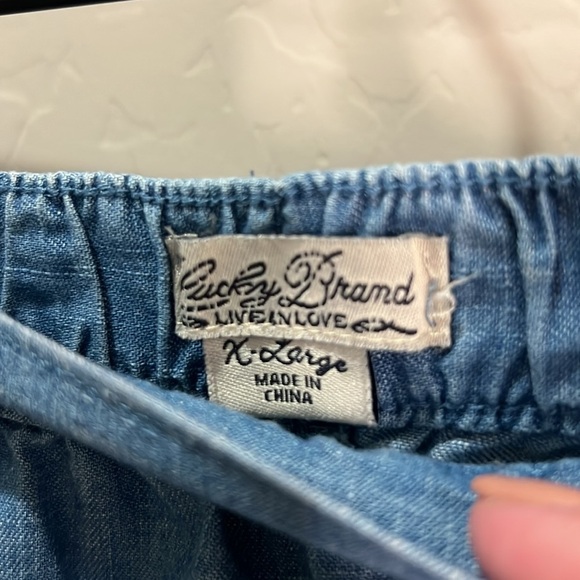 Lucky Brand
LIVE IN LOVE
X-Large
MADE IN
CHINA